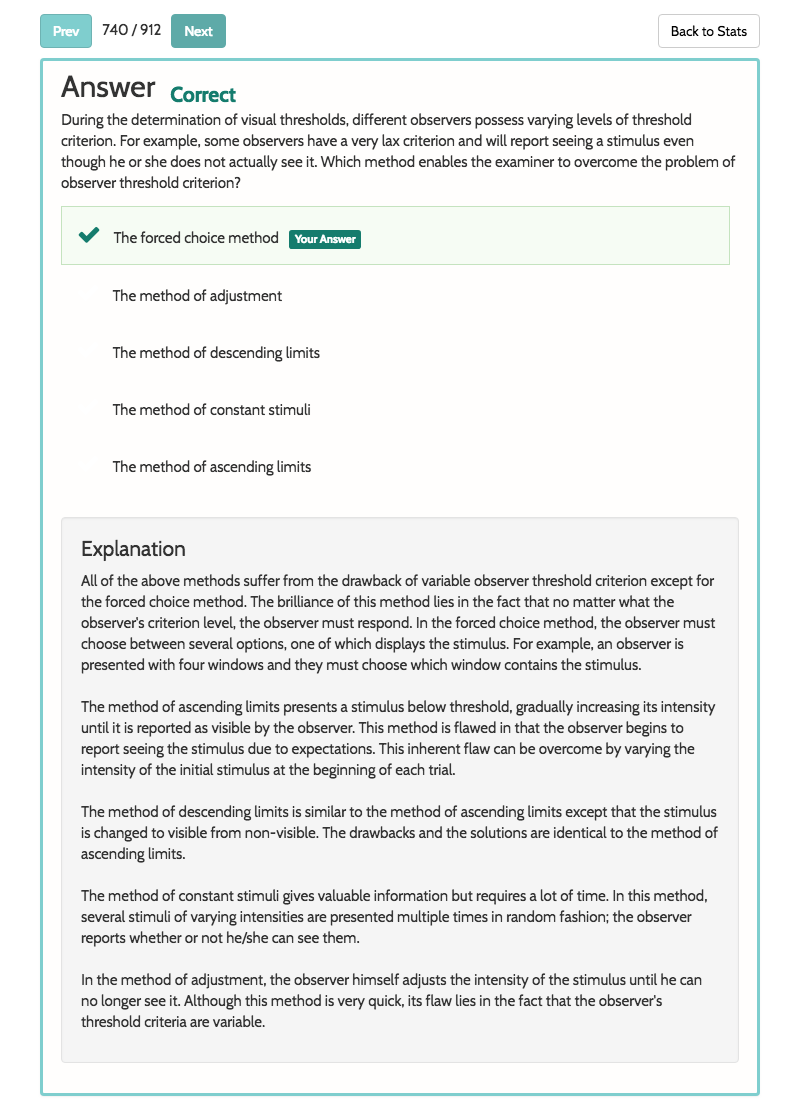 Prev 740 / 912 Next Back to Stats
Answer Correct
During the determination of visual thresholds, different observers possess varying levels of threshold
criterion. For example, some observers have a very lax criterion and will report seeing a stimulus even
though he or she does not actually see it. Which method enables the examiner to overcome the problem of
observer threshold criterion?
The forced choice method Your Answer
The method of adjustment
The method of descending limits
The method of constant stimuli
The method of ascending limits
Explanation
All of the above methods suffer from the drawback of variable observer threshold criterion except for
the forced choice method. The brilliance of this method lies in the fact that no matter what the
observer's criterion level, the observer must respond. In the forced choice method, the observer must
choose between several options, one of which displays the stimulus. For example, an observer is
presented with four windows and they must choose which window contains the stimulus.
The method of ascending limits presents a stimulus below threshold, gradually increasing its intensity
until it is reported as visible by the observer. This method is flawed in that the observer begins to
report seeing the stimulus due to expectations. This inherent flaw can be overcome by varying the
intensity of the initial stimulus at the beginning of each trial.
The method of descending limits is similar to the method of ascending limits except that the stimulus
is changed to visible from non-visible. The drawbacks and the solutions are identical to the method of
ascending limits.
The method of constant stimuli gives valuable information but requires a lot of time. In this method,
several stimuli of varying intensities are presented multiple times in random fashion; the observer
reports whether or not he/she can see them.
In the method of adjustment, the observer himself adjusts the intensity of the stimulus until he can
no longer see it. Although this method is very quick, its flaw lies in the fact that the observer's
threshold criteria are variable.